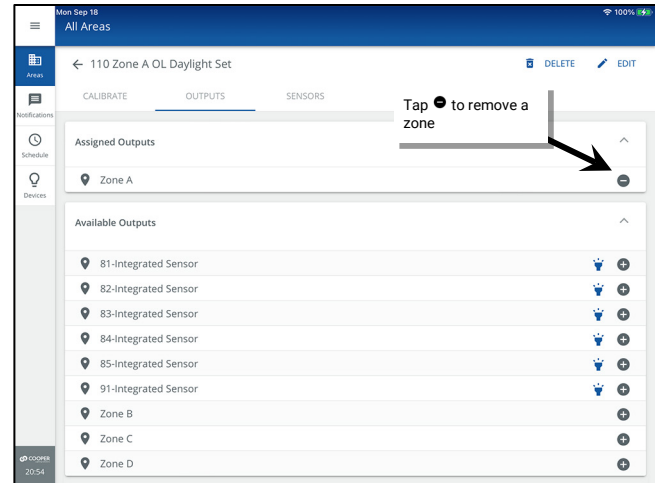 Mon Sep 18
100%
All Areas
110 Zone A OL Daylight Set
DELETE
EDIT
Areas
Notifications
Schedule
Devices
CALIBRATE
OUTPUTS
SENSORS
Tap to remove a
zone
Assigned Outputs
Zone A
Available Outputs
81-Integrated Sensor
82-Integrated Sensor
83-Integrated Sensor
84-Integrated Sensor
85-Integrated Sensor
91-Integrated Sensor
Zone B
Zone C
Zone D
COOPER
20:54